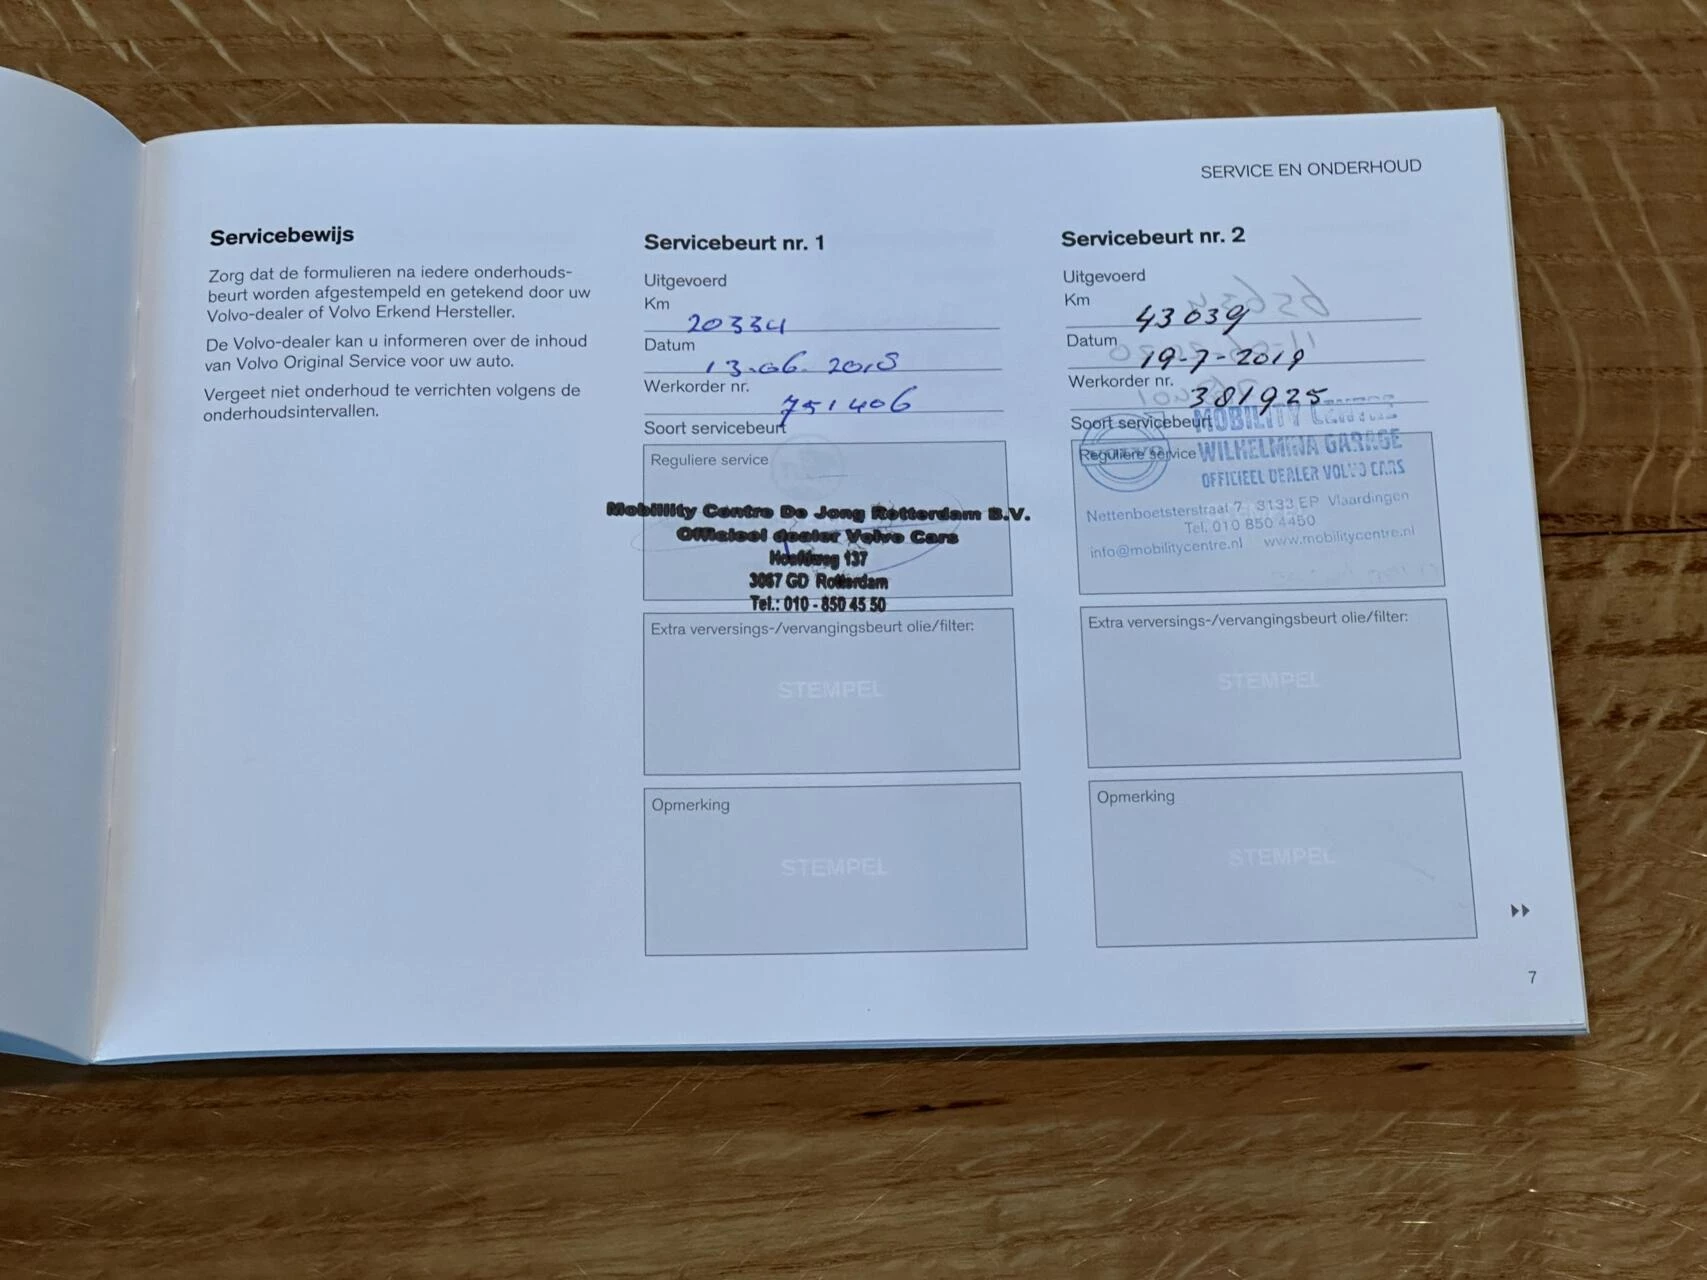 SERVICE EN ONDERHOUD
Servicebewijs
Zorg dat de formulieren na iedere onderhouds-
beurt worden afgestempeld en getekend door uw
Volvo-dealer of Volvo Erkend Hersteller.
De Volvo-dealer kan u informeren over de inhoud
van Volvo Original Service voor uw auto.
Vergeet niet onderhoud te verrichten volgens de
onderhoudsintervallen.
Servicebeurt nr. 1
Uitgevoerd
Km
20334
Datum
13-06-2018
Werkorder nr.
751406
Soort servicebeurt
Reguliere service
Mobillity Centre De Jong Rotterdam B.V.
Officieel dealer Volvo Cars
Hoofdweg 137
3067 GD Rotterdam
Tel.: 010 - 850 45 50
Extra verversings-/vervangingsbeurt olie/filter:
STEMPEL
Opmerking
STEMPEL
Servicebeurt nr. 2
Uitgevoerd
Km
43039
Datum
19-7-2019
Werkorder nr.
381925
Soort servicebeurt
Reguliere service
MOBILITY CENTRE
WILHELMINA GARAGE
OFFICIEEL DEALER VOLVO CARS
Nettenboetsterstraat 7 3133 EP Vlaardingen
Tel. 010 850 4450
info@mobilitycentre.nl www.mobilitycentre.nl
Extra verversings-/vervangingsbeurt olie/filter:
STEMPEL
Opmerking
STEMPEL
7